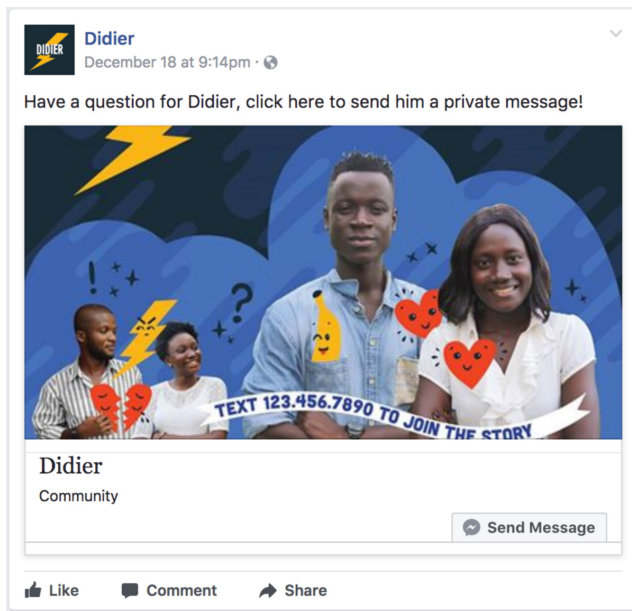 DIDIER
Didier
December 18 at 9:14pm ·
Have a question for Didier, click here to send him a private message!
!
?
TEXT 123.456.7890 TO JOIN THE STORY
Didier
Community
Send Message
Like
Comment
Share